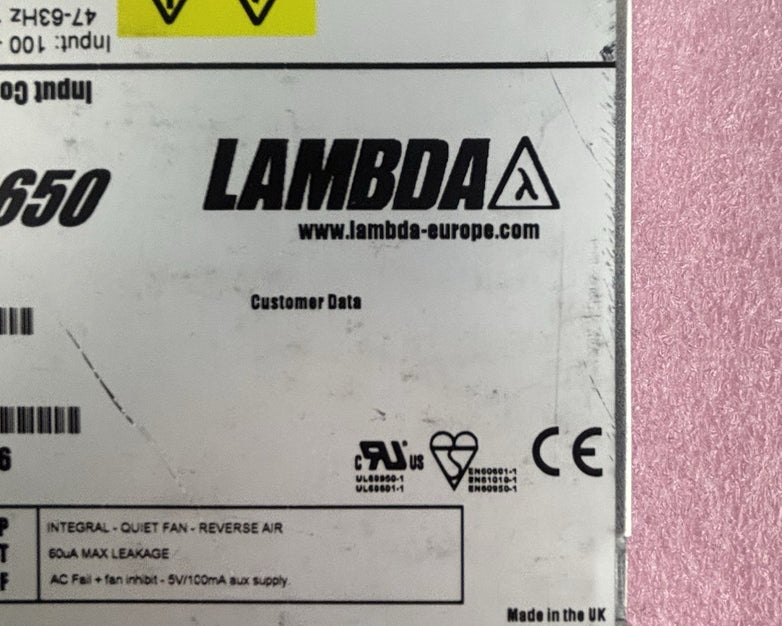 47-63Hz
Input: 100 -
Input Co
650
LAMBDA λ
www.lambda-europe.com
Customer Data
6
c RU US
UL60950-1
UL60601-1
EN60601-1
EN61010-1
EN60950-1
CE
P INTEGRAL - QUIET FAN - REVERSE AIR
T 60uA MAX LEAKAGE
F AC Fail + fan inhibit - 5V/100mA aux supply.
Made in the UK